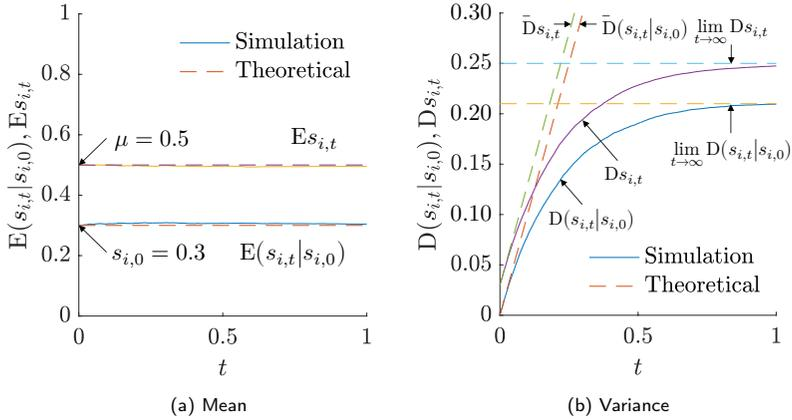 1
0.8
0.6
0.4
0.2
0
E(s_{i,t}|s_{i,0}), Es_{i,t}
Simulation
Theoretical
μ = 0.5
Es_{i,t}
s_{i,0} = 0.3
E(s_{i,t}|s_{i,0})
0
0.5
1
t
(a) Mean
0.30
0.25
0.20
0.15
0.10
0.05
0
D(s_{i,t}|s_{i,0}), Ds_{i,t}
D̄s_{i,t}
D̄(s_{i,t}|s_{i,0})
lim_{t→∞} Ds_{i,t}
lim_{t→∞} D(s_{i,t}|s_{i,0})
Ds_{i,t}
D(s_{i,t}|s_{i,0})
Simulation
Theoretical
0
0.5
1
t
(b) Variance